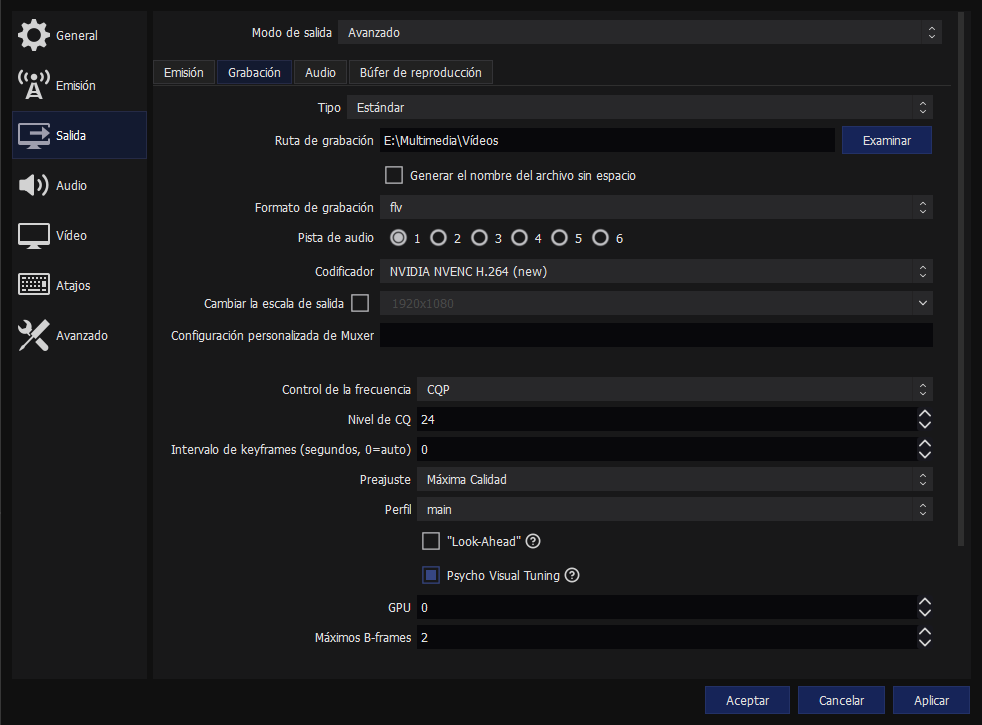 General
Emisión
Salida
Audio
Vídeo
Atajos
Avanzado
Modo de salida Avanzado
Emisión Grabación Audio Búfer de reproducción
Tipo Estándar
Ruta de grabación E:\Multimedia\Vídeos Examinar
Generar el nombre del archivo sin espacio
Formato de grabación flv
Pista de audio 1 2 3 4 5 6
Codificador NVIDIA NVENC H.264 (new)
Cambiar la escala de salida 1920x1080
Configuración personalizada de Muxer
Control de la frecuencia CQP
Nivel de CQ 24
Intervalo de keyframes (segundos, 0=auto) 0
Preajuste Máxima Calidad
Perfil main
"Look-Ahead" ?
Psycho Visual Tuning ?
GPU 0
Máximos B-frames 2
Aceptar Cancelar Aplicar